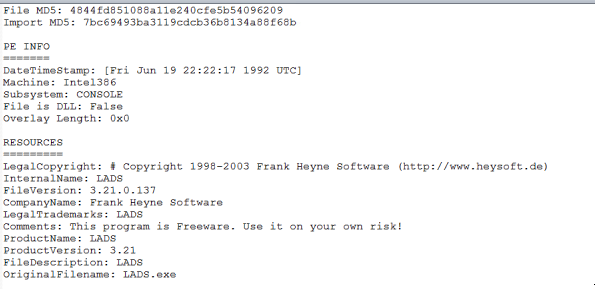 File MD5: 4844fd851088a11e240cfe5b54096209
Import MD5: 7bc69493ba3119cdcb36b8134a88f68b
PE INFO
=======
DateTimeStamp: [Fri Jun 19 22:22:17 1992 UTC]
Machine: Intel386
Subsystem: CONSOLE
File is DLL: False
Overlay Length: 0x0
RESOURCES
=========
LegalCopyright: # Copyright 1998-2003 Frank Heyne Software (http://www.heysoft.de)
InternalName: LADS
FileVersion: 3.21.0.137
CompanyName: Frank Heyne Software
LegalTrademarks: LADS
Comments: This program is Freeware. Use it on your own risk!
ProductName: LADS
ProductVersion: 3.21
FileDescription: LADS
OriginalFilename: LADS.exe